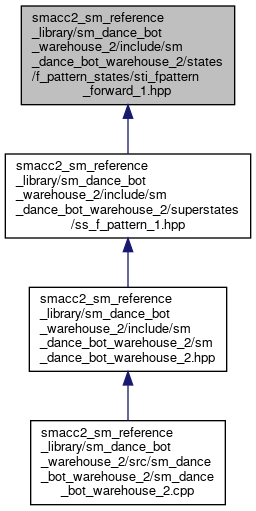 smacc2_sm_reference
_library/sm_dance_bot
_warehouse_2/include/sm
_dance_bot_warehouse_2/states
/f_pattern_states/sti_fpattern
_forward_1.hpp
smacc2_sm_reference
_library/sm_dance_bot
_warehouse_2/include/sm
_dance_bot_warehouse_2/superstates
/ss_f_pattern_1.hpp
smacc2_sm_reference
_library/sm_dance_bot
_warehouse_2/include/sm
_dance_bot_warehouse_2/sm
_dance_bot_warehouse_2.hpp
smacc2_sm_reference
_library/sm_dance_bot
_warehouse_2/src/sm_dance
_bot_warehouse_2/sm_dance
_bot_warehouse_2.cpp